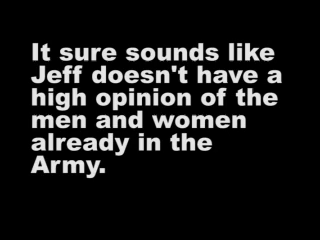 It sure sounds like
Jeff doesn't have a
high opinion of the
men and women
already in the
Army.